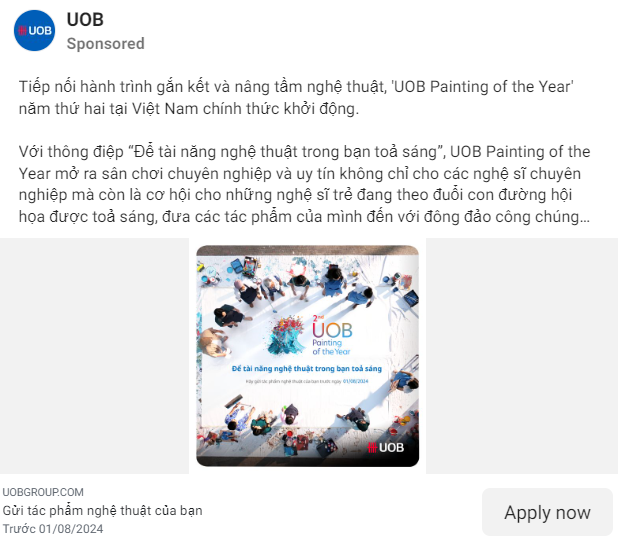 UOB
UOB
Sponsored
Tiếp nối hành trình gắn kết và nâng tầm nghệ thuật, 'UOB Painting of the Year'
năm thứ hai tại Việt Nam chính thức khởi động.
Với thông điệp “Để tài năng nghệ thuật trong bạn toả sáng”, UOB Painting of the
Year mở ra sân chơi chuyên nghiệp và uy tín không chỉ cho các nghệ sĩ chuyên
nghiệp mà còn là cơ hội cho những nghệ sĩ trẻ đang theo đuổi con đường hội
họa được toả sáng, đưa các tác phẩm của mình đến với đông đảo công chúng...
2nd
UOB
Painting
of the Year
Để tài năng nghệ thuật trong bạn toả sáng
Hãy gửi tác phẩm nghệ thuật của bạn trước ngày 01/08/2024
UOB
UOBGROUP.COM
Gửi tác phẩm nghệ thuật của bạn
Trước 01/08/2024
Apply now